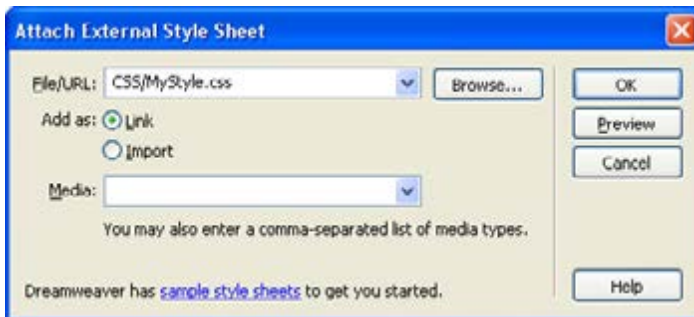 Attach External Style Sheet
File/URL: CSS/MyStyle.css Browse... OK
Add as: Link Preview
Import Cancel
Media:
You may also enter a comma-separated list of media types.
Dreamweaver has sample style sheets to get you started. Help